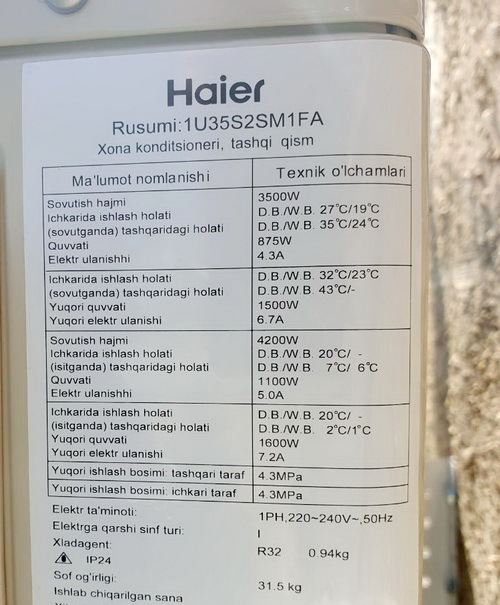 Haier
Rusumi:1U35S2SM1FA
Xona konditsioneri, tashqi qism
Ma'lumot nomlanishi Texnik o'lchamlari
Sovutish hajmi 3500W
Ichkarida ishlash holati D.B./W.B. 27°C/19°C
(sovutganda) tashqaridagi holati D.B./W.B. 35°C/24°C
Quvvati 875W
Elektr ulanishhi 4.3A
Ichkarida ishlash holati D.B./W.B. 32°C/23°C
(sovutganda) tashqaridagi holati D.B./W.B. 43°C/-
Yuqori quvvati 1500W
Yuqori elektr ulanishi 6.7A
Sovutish hajmi 4200W
Ichkarida ishlash holati D.B./W.B. 20°C/ -
(isitganda) tashqaridagi holati D.B./W.B. 7°C/ 6°C
Quvvati 1100W
Elektr ulanishhi 5.0A
Ichkarida ishlash holati D.B./W.B. 20°C/ -
(isitganda) tashqaridagi holati D.B./W.B. 2°C/1°C
Yuqori quvvati 1600W
Yuqori elektr ulanishi 7.2A
Yuqori ishlash bosimi: tashqari taraf 4.3MPa
Yuqori ishlash bosimi: ichkari taraf 4.3MPa
Elektr ta'minoti: 1PH,220~240V~,50Hz
Elektrga qarshi sinf turi: I
Xladagent: R32 0.94kg
IP24
Sof og'irligi: 31.5 kg
Ishlab chiqarilgan sana